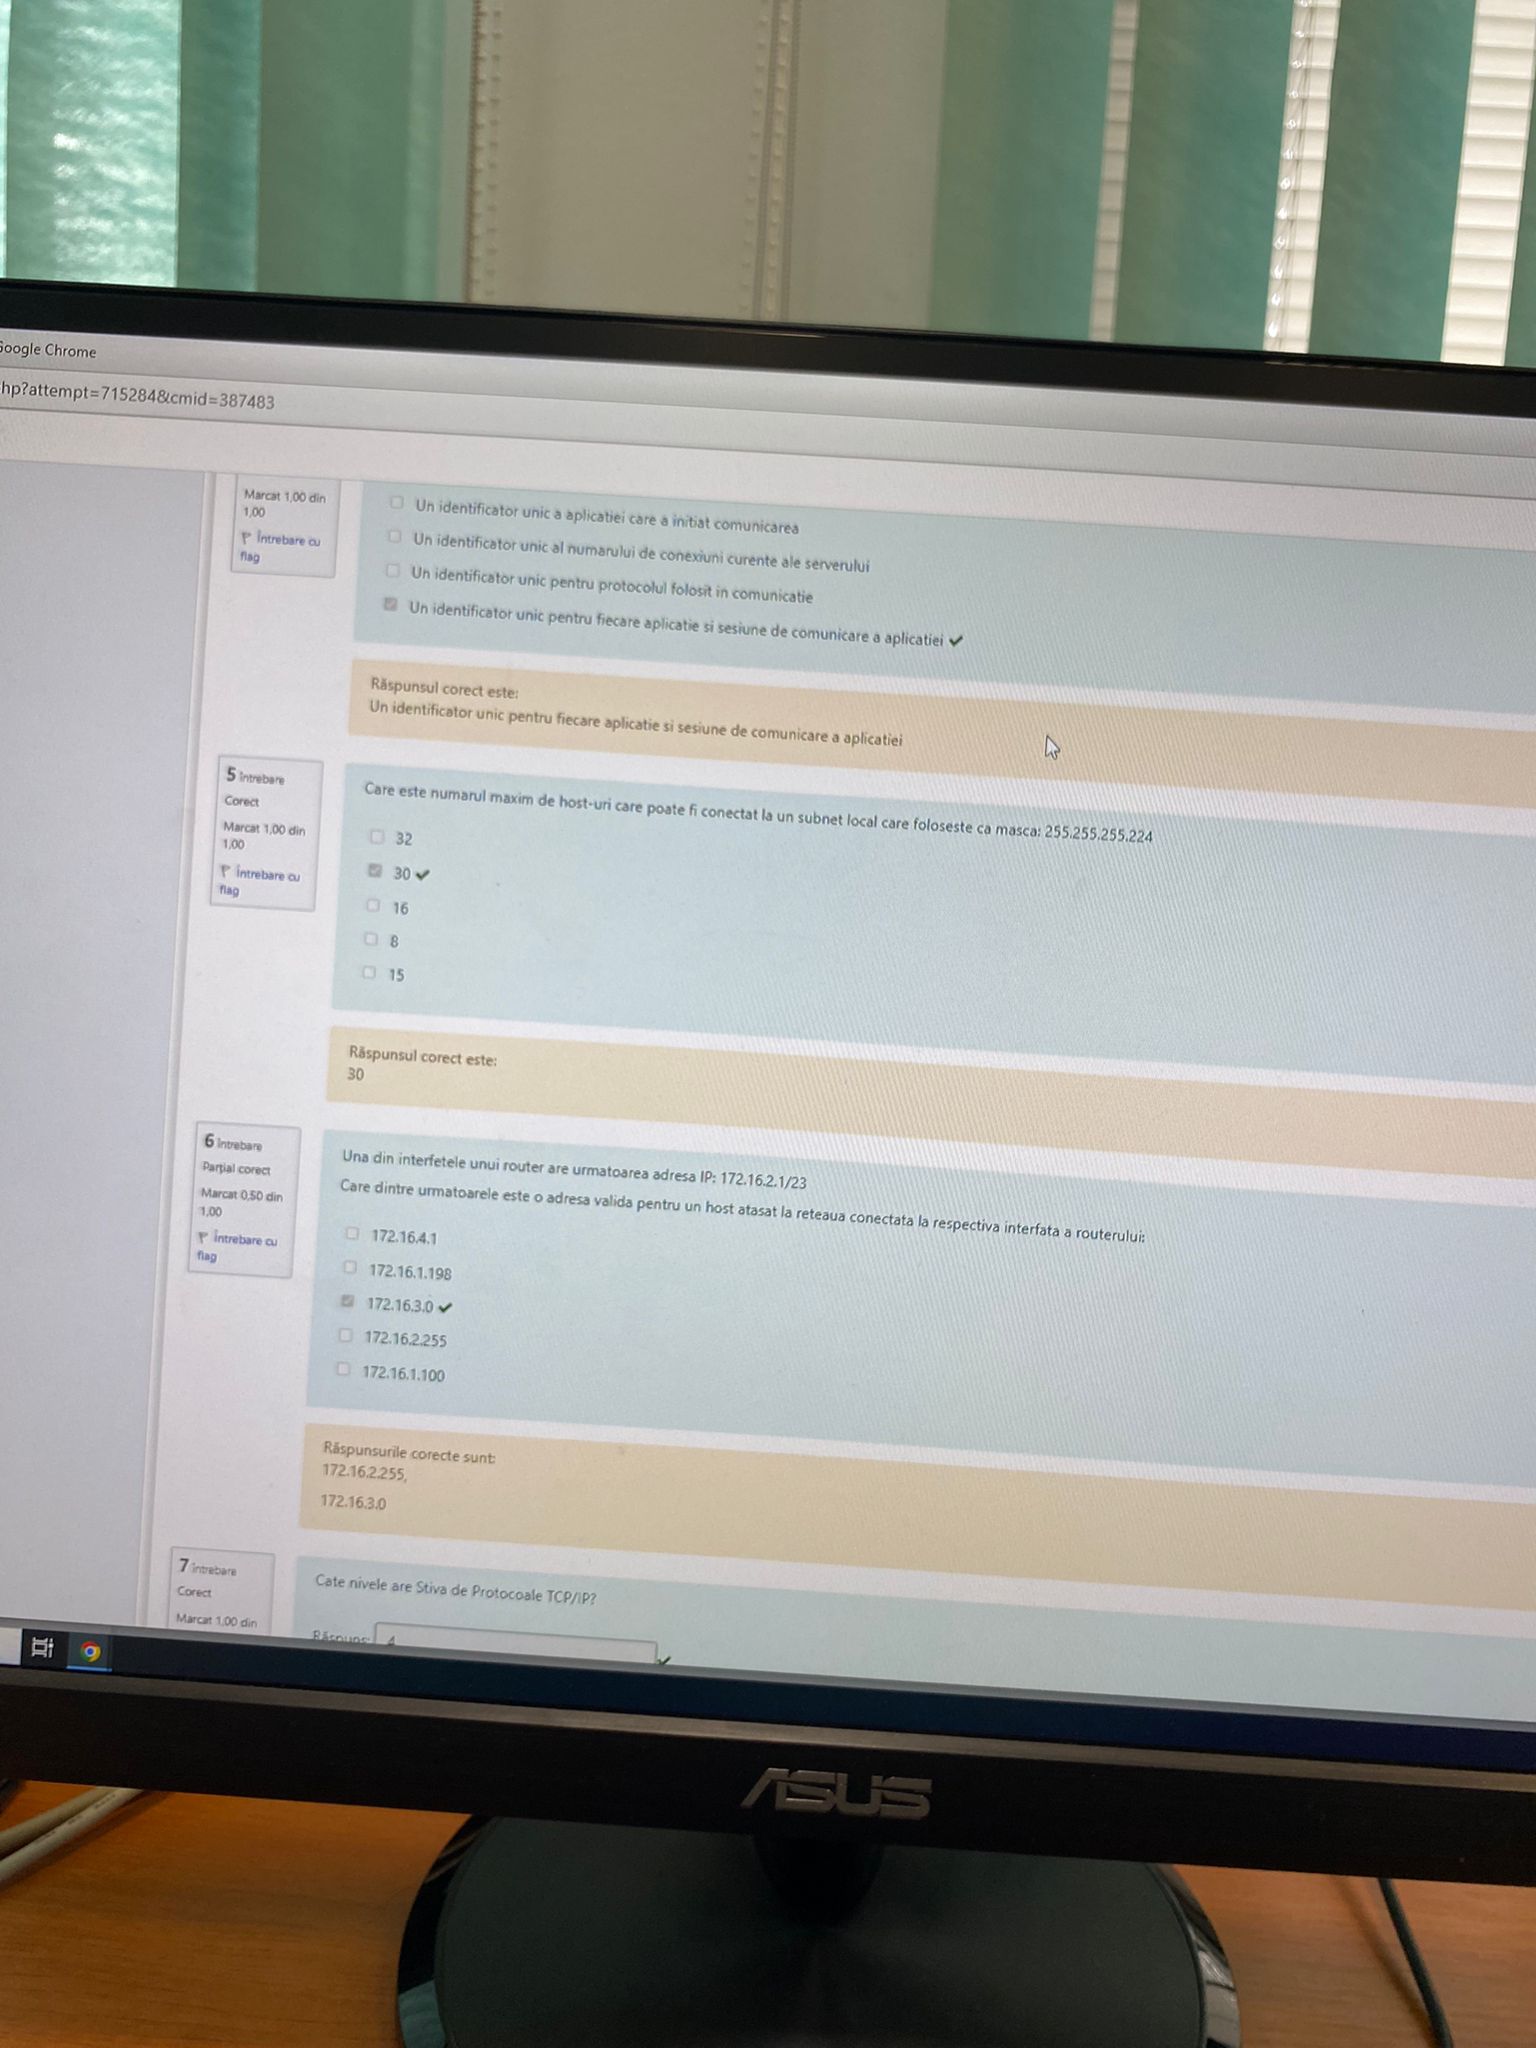 Google Chrome
hp?attempt=715284&cmid=387483
Marcat 1,00 din
1,00
Întrebare cu
flag
Un identificator unic a aplicatiei care a initiat comunicarea
Un identificator unic al numarului de conexiuni curente ale serverului
Un identificator unic pentru protocolul folosit in comunicatie
Un identificator unic pentru fiecare aplicatie si sesiune de comunicare a aplicatiei
Răspunsul corect este:
Un identificator unic pentru fiecare aplicatie si sesiune de comunicare a aplicatiei
5 Întrebare
Corect
Marcat 1,00 din
1,00
Întrebare cu
flag
Care este numarul maxim de host-uri care poate fi conectat la un subnet local care foloseste ca masca: 255.255.255.224
32
30
16
8
15
Răspunsul corect este:
30
6 Întrebare
Parțial corect
Marcat 0,50 din
1,00
Întrebare cu
flag
Una din interfetele unui router are urmatoarea adresa IP: 172.16.2.1/23
Care dintre urmatoarele este o adresa valida pentru un host atasat la reteaua conectata la respectiva interfata a routerului:
172.16.4.1
172.16.1.198
172.16.3.0
172.16.2.255
172.16.1.100
Răspunsurile corecte sunt:
172.16.2.255,
172.16.3.0
7 Întrebare
Corect
Marcat 1,00 din
Cate nivele are Stiva de Protocoale TCP/IP?
Răspuns: 4
ASUS